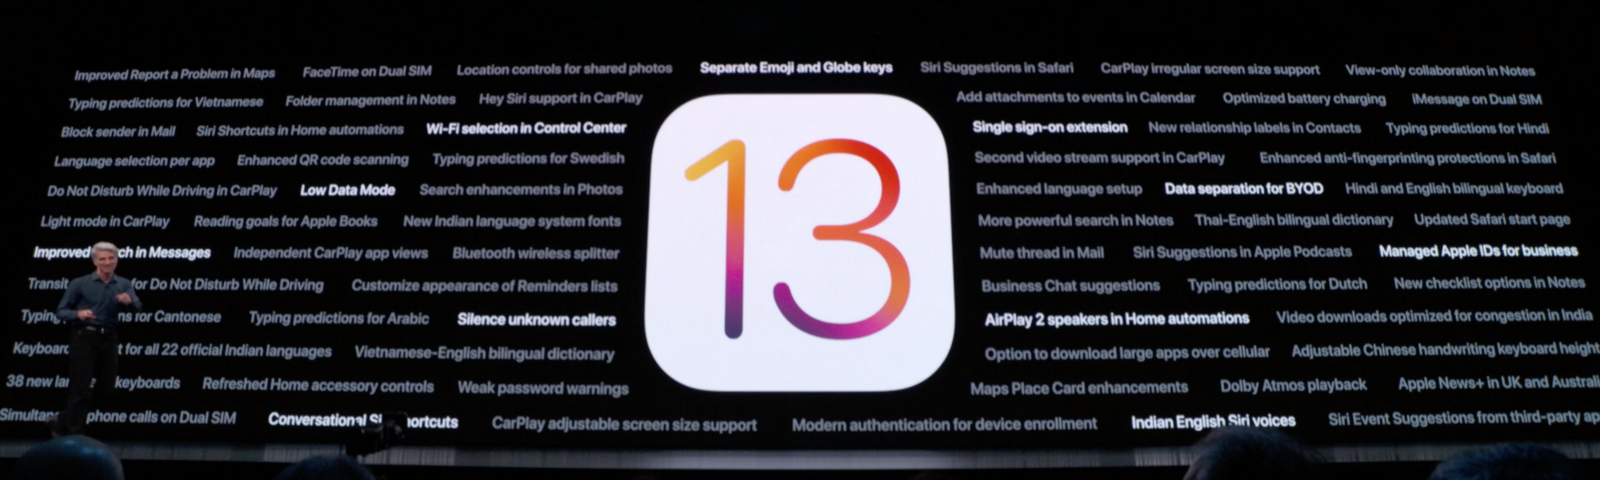 Improved Report a Problem in Maps FaceTime on Dual SIM Location controls for shared photos Separate Emoji and Globe keys Siri Suggestions in Safari CarPlay irregular screen size support View-only collaboration in Notes
Typing predictions for Vietnamese Folder management in Notes Hey Siri support in CarPlay Add attachments to events in Calendar Optimized battery charging iMessage on Dual SIM
Block sender in Mail Siri Shortcuts in Home automations Wi-Fi selection in Control Center Single sign-on extension New relationship labels in Contacts Typing predictions for Hindi
Language selection per app Enhanced QR code scanning Typing predictions for Swedish Second video stream support in CarPlay Enhanced anti-fingerprinting protections in Safari
Do Not Disturb While Driving in CarPlay Low Data Mode Search enhancements in Photos Enhanced language setup Data separation for BYOD Hindi and English bilingual keyboard
Light mode in CarPlay Reading goals for Apple Books New Indian language system fonts More powerful search in Notes Thai-English bilingual dictionary Updated Safari start page
13
Improved ch in Messages Independent CarPlay app views Bluetooth wireless splitter Mute thread in Mail Siri Suggestions in Apple Podcasts Managed Apple IDs for business
Transit for Do Not Disturb While Driving Customize appearance of Reminders lists Business Chat suggestions Typing predictions for Dutch New checklist options in Notes
Typing ns for Cantonese Typing predictions for Arabic Silence unknown callers AirPlay 2 speakers in Home automations Video downloads optimized for congestion in India
Keyboard t for all 22 official Indian languages Vietnamese-English bilingual dictionary Option to download large apps over cellular Adjustable Chinese handwriting keyboard height
38 new lan keyboards Refreshed Home accessory controls Weak password warnings Maps Place Card enhancements Dolby Atmos playback Apple News+ in UK and Australi
Simultan phone calls on Dual SIM Conversational Si ortcuts CarPlay adjustable screen size support Modern authentication for device enrollment Indian English Siri voices Siri Event Suggestions from third-party ap